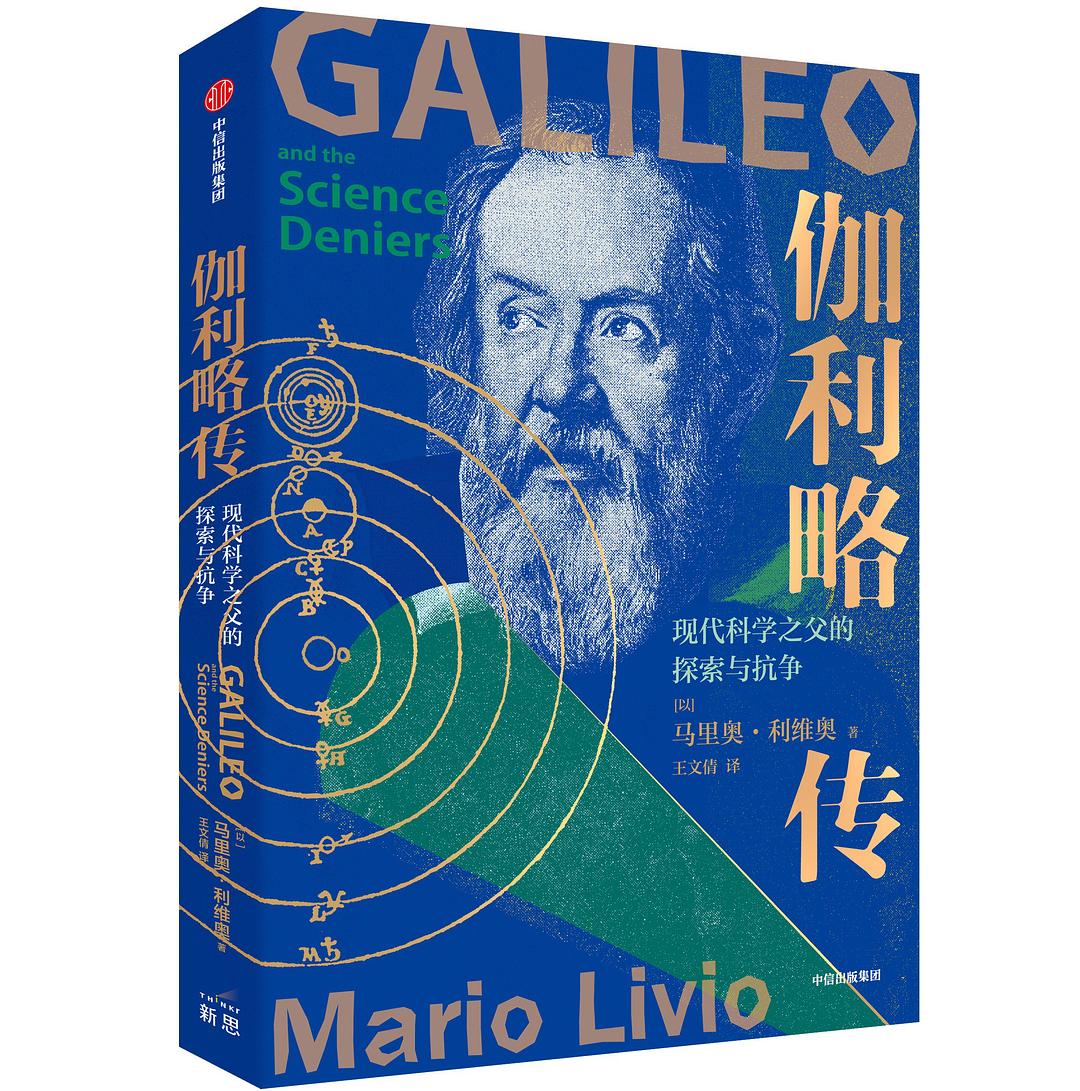 GALILEO
and the
Science
Deniers
伽利略传
现代科学之父的
探索与抗争
[以]
马里奥·利维奥 著
王文倩 译
中信出版集团
Mario Livio
中信出版集团
伽利略传
现代科学之父的
探索与抗争
GALILEO
and the
Science Deniers
[以]
马里奥·利维奥 著
王文倩 译
THiNKr
新思
F
E
D
N
A
C
P
B
O
G
H
I
L
M